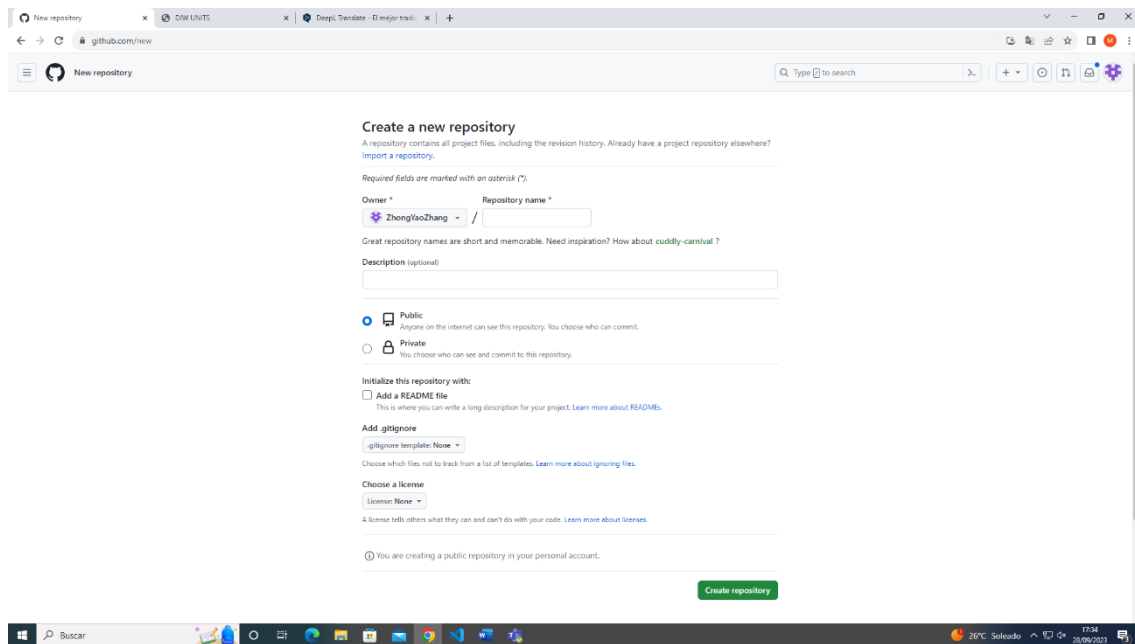 New repository
DIW UNITS
DeepL Translate - El mejor tradu
github.com/new
M
New repository
Type / to search
Create a new repository
A repository contains all project files, including the revision history. Already have a project repository elsewhere?
Import a repository.
Required fields are marked with an asterisk (*).
Owner *
Repository name *
ZhongYaoZhang
/
Great repository names are short and memorable. Need inspiration? How about cuddly-carnival ?
Description (optional)
Public
Anyone on the internet can see this repository. You choose who can commit.
Private
You choose who can see and commit to this repository.
Initialize this repository with:
Add a README file
This is where you can write a long description for your project. Learn more about READMEs.
Add .gitignore
.gitignore template: None
Choose which files not to track from a list of templates. Learn more about ignoring files.
Choose a license
License: None
A license tells others what they can and can't do with your code. Learn more about licenses.
You are creating a public repository in your personal account.
Create repository
Buscar
26°C Soleado
17:34
28/09/2023